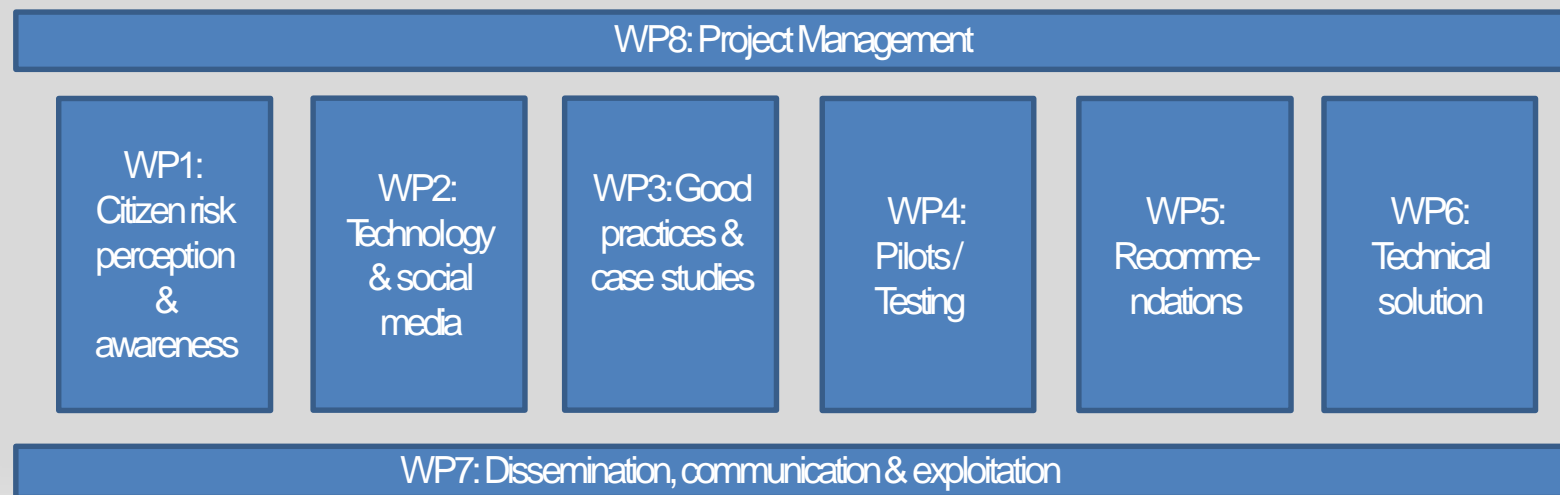 WP8: Project Management
WP1:
Citizen risk
perception
&
awareness
WP2:
Technology
& social
media
WP3: Good
practices &
case studies
WP4:
Pilots /
Testing
WP5:
Recomme-
ndations
WP6:
Technical
solution
WP7: Dissemination, communication & exploitation